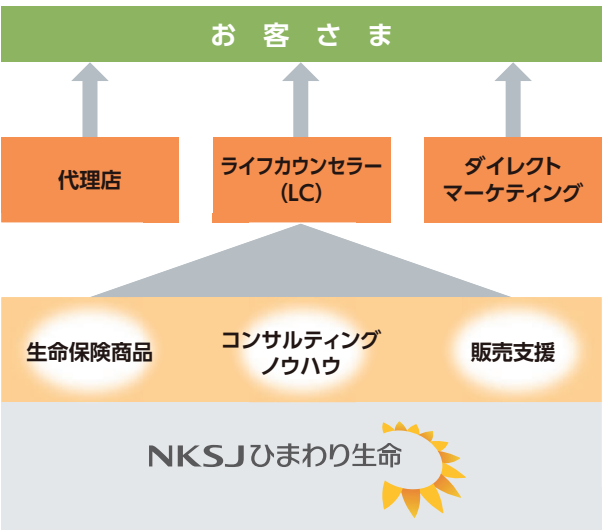 お客さま
代理店
ライフカウンセラー
（LC）
ダイレクト
マーケティング
生命保険商品
コンサルティング
ノウハウ
販売支援
NKSJひまわり生命